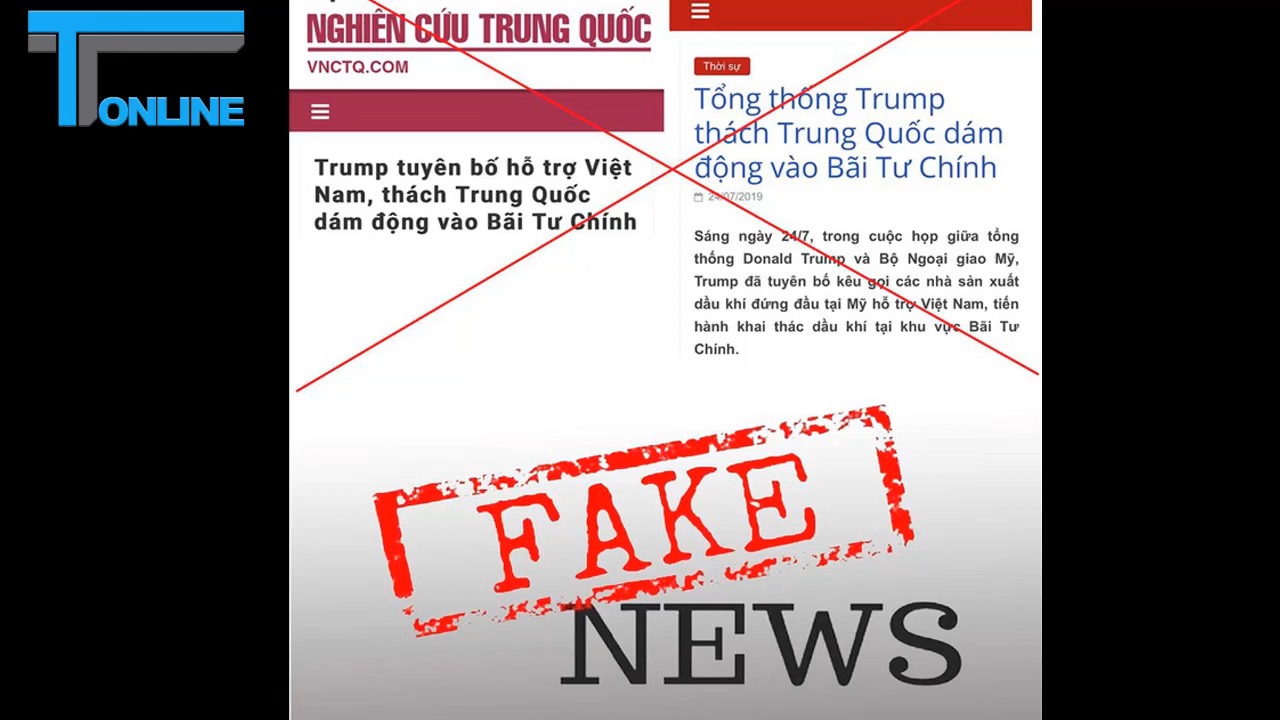 T ONLINE
NGHIÊN CỨU TRUNG QUỐC
VNCTQ.COM
Trump tuyên bố hỗ trợ Việt
Nam, thách Trung Quốc
dám động vào Bãi Tư Chính
Thời sự
Tổng thống Trump
thách Trung Quốc dám
động vào Bãi Tư Chính
24/07/2019
Sáng ngày 24/7, trong cuộc họp giữa tổng
thống Donald Trump và Bộ Ngoại giao Mỹ,
Trump đã tuyên bố kêu gọi các nhà sản xuất
dầu khí đứng đầu tại Mỹ hỗ trợ Việt Nam, tiến
hành khai thác dầu khí tại khu vực Bãi Tư
Chính.
FAKE
NEWS